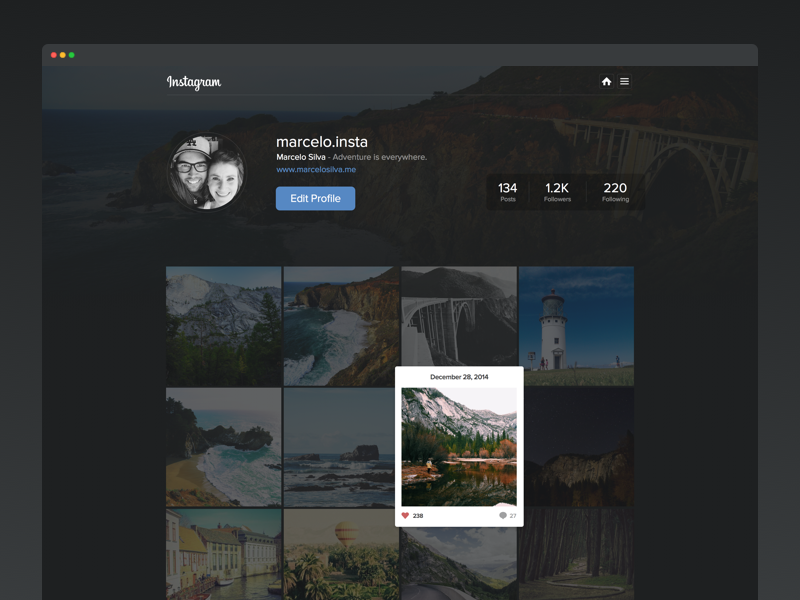 Instagram
marcelo.insta
Marcelo Silva - Adventure is everywhere.
www.marcelosilva.me
Edit Profile
134
Posts
1.2K
Followers
220
Following
December 28, 2014
238
27